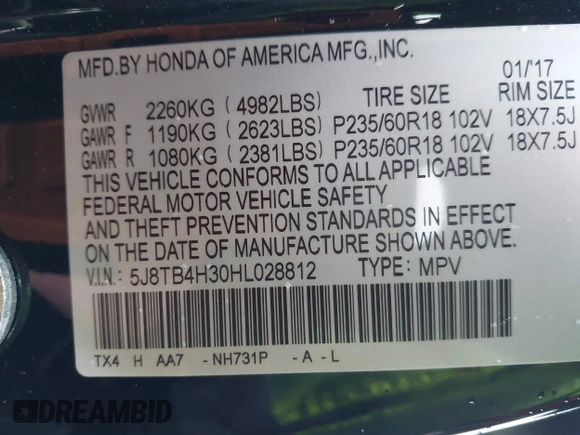 MFD.BY HONDA OF AMERICA MFG.,INC.
01/'17
GVWR 2260KG ( 4982LBS) TIRE SIZE RIM SIZE
GAWR F 1190KG ( 2623LBS) P235/60R18 102V 18X7.5J
GAWR R 1080KG ( 2381LBS) P235/60R18 102V 18X7.5J
THIS VEHICLE CONFORMS TO ALL APPLICABLE
FEDERAL MOTOR VEHICLE SAFETY
AND THEFT PREVENTION STANDARDS IN EFFECT
ON THE DATE OF MANUFACTURE SHOWN ABOVE.
V.I.N.: 5J8TB4H30HL028812 TYPE: MPV
TX4 H AA7 -NH731P -A-L
DREAMBID